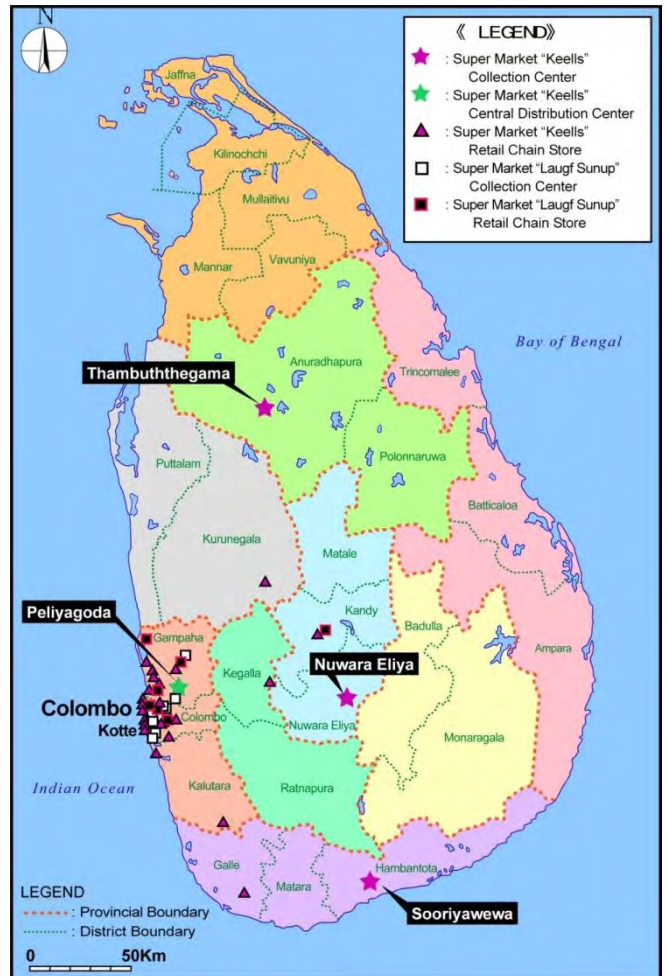 N
《 LEGEND》
: Super Market "Keells"
Collection Center
: Super Market "Keells"
Central Distribution Center
: Super Market "Keells"
Retail Chain Store
: Super Market "Laugf Sunup"
Collection Center
: Super Market "Laugf Sunup"
Retail Chain Store
Jaffna
Kilinochchi
Mullaitivu
Mannar
Vavuniya
Bay of Bengal
Anuradhapura
Trincomalee
Thambuththegama
Puttalam
Polonnaruwa
Batticaloa
Kurunegala
Matale
Peliyagoda
Kandy
Badulla
Gampaha
Ampara
Kegalla
Nuwara Eliya
Colombo
Colombo
Kotte
Nuwara Eliya
Monaragala
Indian Ocean
Kalutara
Ratnapura
Galle
Matara
Hambantota
LEGEND
: Provincial Boundary
: District Boundary
Sooriyawewa
0 50Km